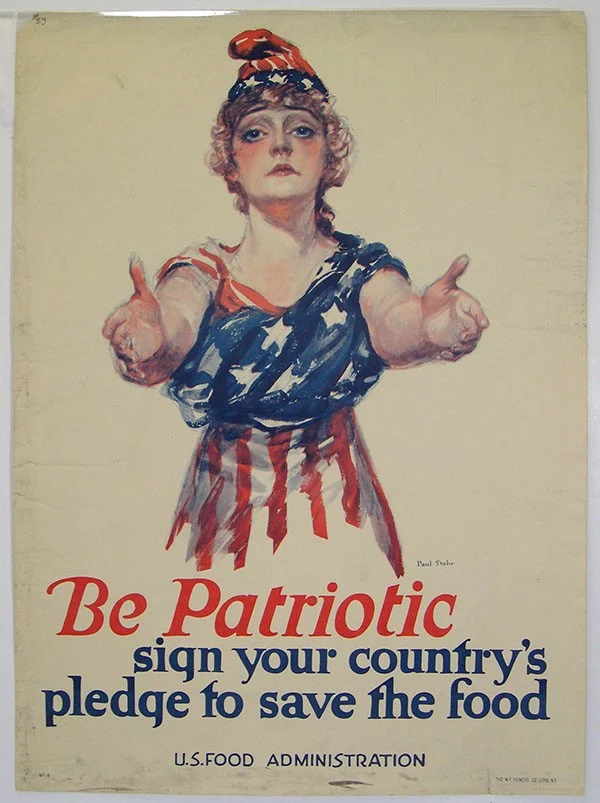 Paul Stahr
Be Patriotic
sign your country's
pledge to save the food
U.S. FOOD ADMINISTRATION